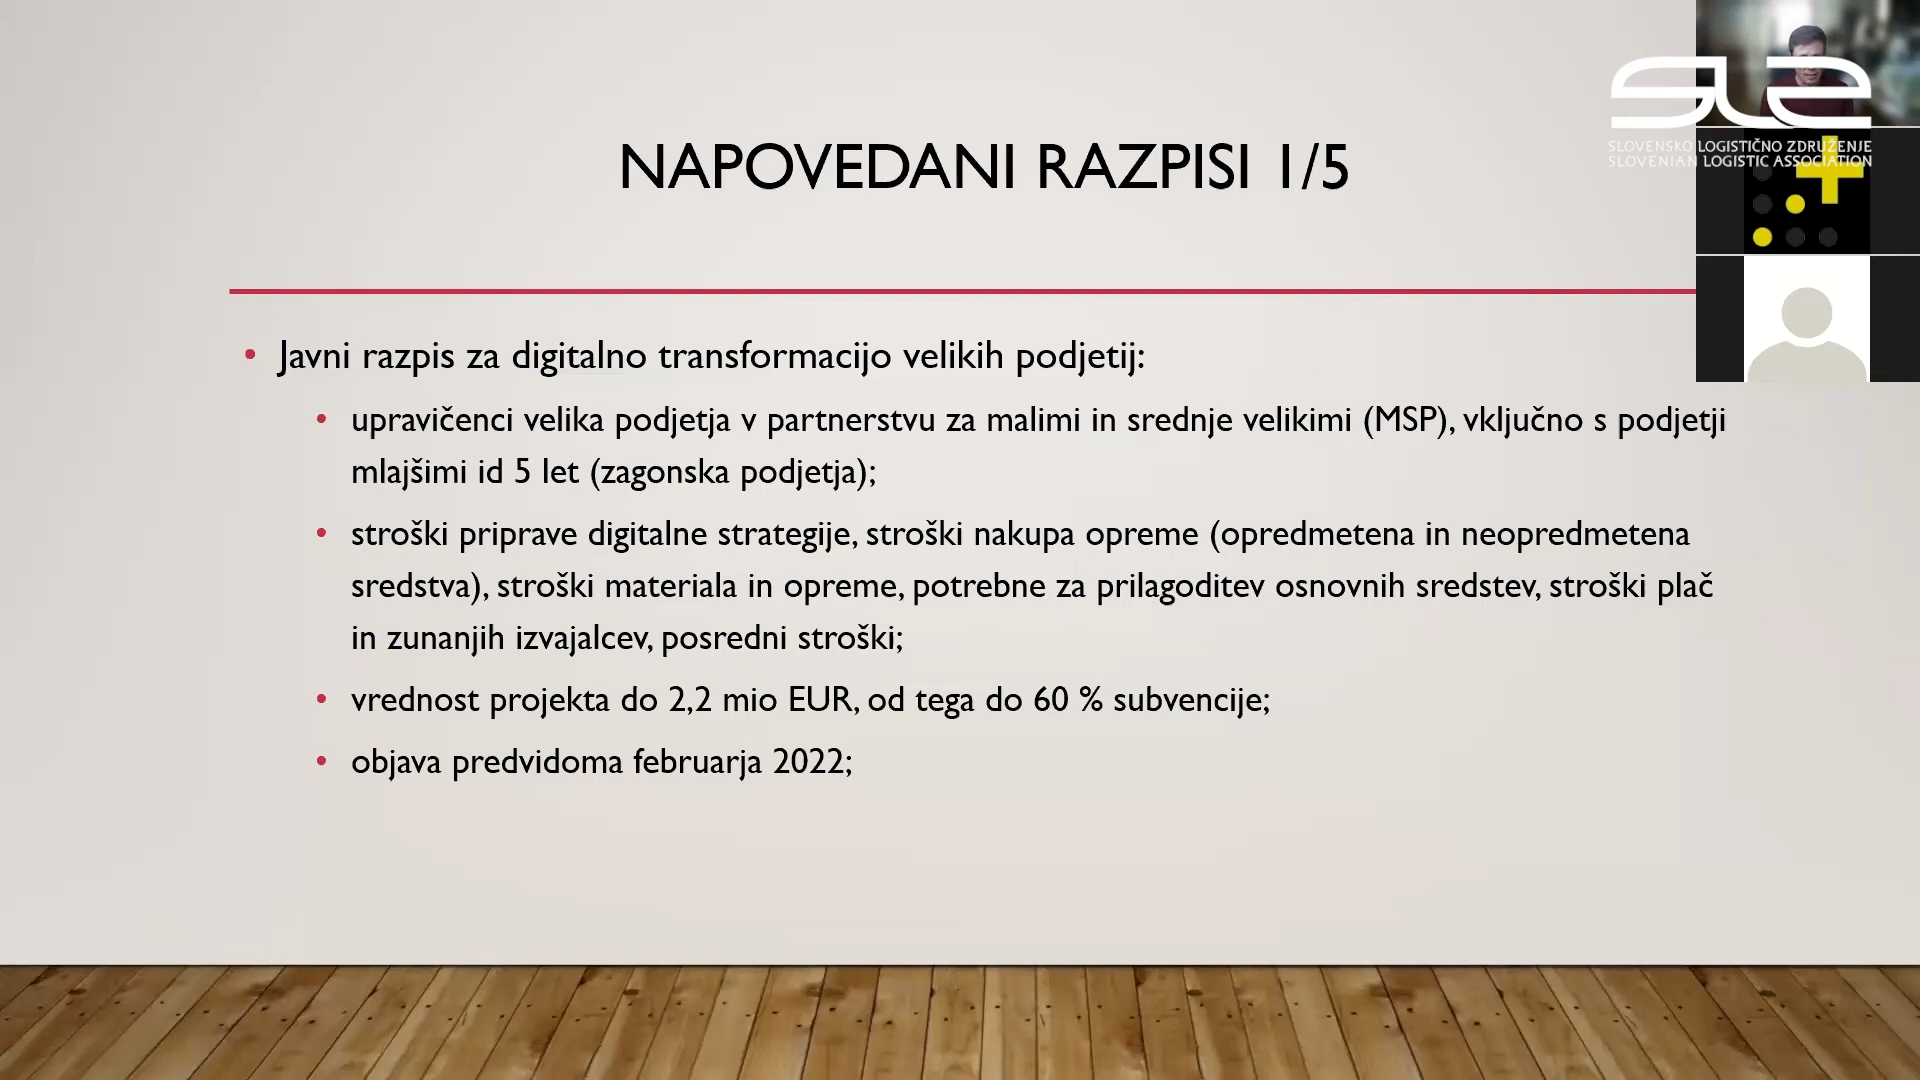 NAPOVEDANI RAZPISI 1/5
SLS
SLOVENSKO LOGISTIČNO ZDRUŽENJE
SLOVENIAN LOGISTIC ASSOCIATION
• Javni razpis za digitalno transformacijo velikih podjetij:
• upravičenci velika podjetja v partnerstvu za malimi in srednje velikimi (MSP), vključno s podjetji
mlajšimi id 5 let (zagonska podjetja);
• stroški priprave digitalne strategije, stroški nakupa opreme (opredmetena in neopredmetena
sredstva), stroški materiala in opreme, potrebne za prilagoditev osnovnih sredstev, stroški plač
in zunanjih izvajalcev, posredni stroški;
• vrednost projekta do 2,2 mio EUR, od tega do 60 % subvencije;
• objava predvidoma februarja 2022;